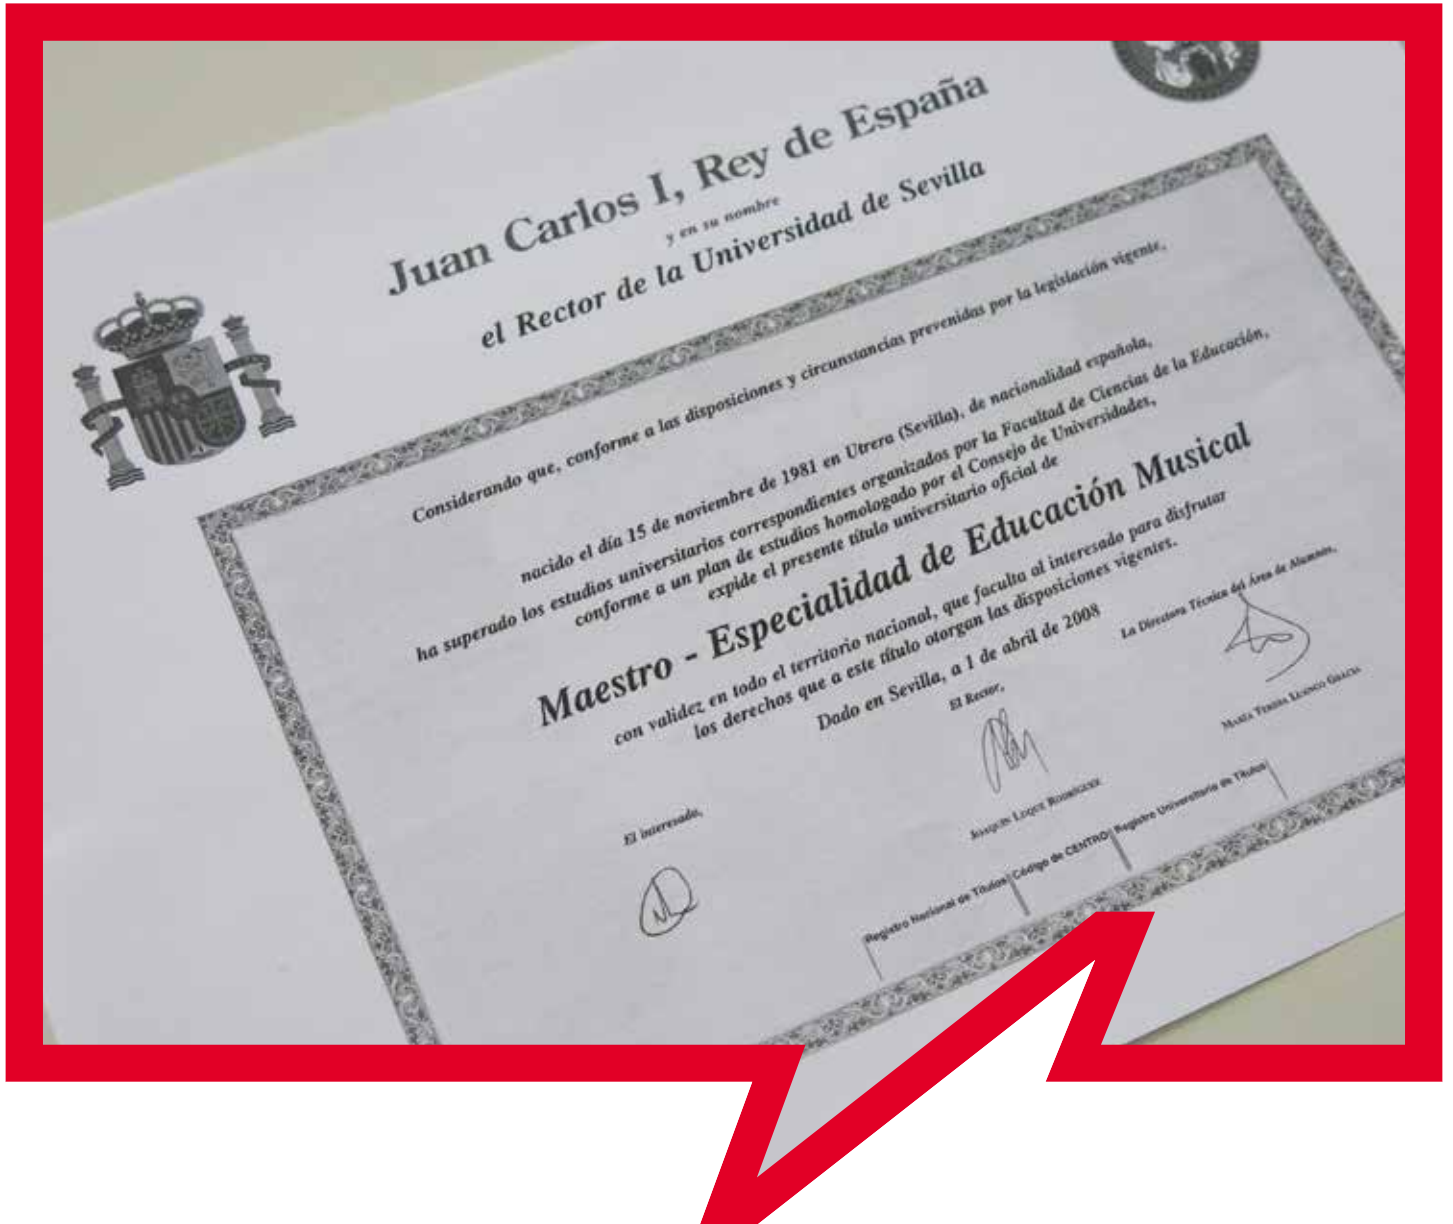 Juan Carlos I, Rey de España
y en su nombre
el Rector de la Universidad de Sevilla
Considerando que, conforme a las disposiciones y circunstancias prevenidas por la legislación vigente,
nacido el día 15 de noviembre de 1981 en Utrera (Sevilla), de nacionalidad española,
ha superado los estudios universitarios correspondientes organizados por la Facultad de Ciencias de la Educación,
conforme a un plan de estudios homologado por el Consejo de Universidades,
expide el presente título universitario oficial de
Maestro - Especialidad de Educación Musical
con validez en todo el territorio nacional, que faculta al interesado para disfrutar
los derechos que a este título otorgan las disposiciones vigentes.
Dado en Sevilla, a 1 de abril de 2008
El interesado,
El Rector,
La Directora Técnica del Área de Alumnos,
Joaquín Luque Rodríguez
María Teresa Gracia
Registro Nacional de Títulos Código de CENTRO Registro Universitario de Títulos